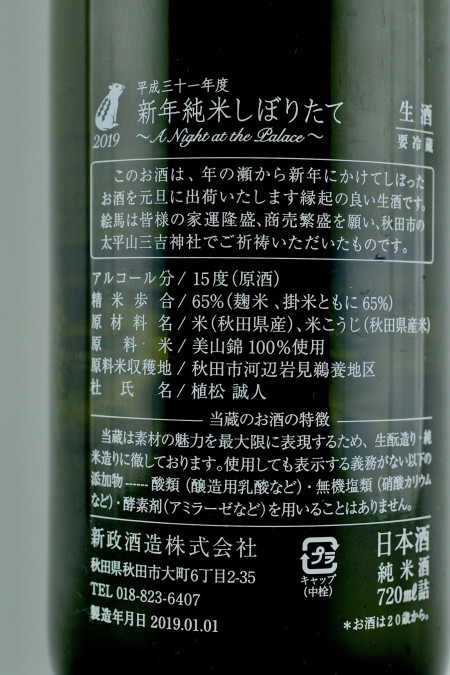 平成三十一年度
新年純米しぼりたて
～A Night at the Palace～
2019
生酒
要冷蔵
このお酒は、年の瀬から新年にかけてしぼった
お酒を元旦に出荷いたします縁起の良い生酒です。
絵馬は皆様の家運隆盛、商売繁盛を願い、秋田市の
太平山三吉神社でご祈祷いただいたものです。
アルコール分/15度(原酒)
精米歩合/65%(麹米、掛米ともに65%)
原材料名/米(秋田県産)、米こうじ(秋田県産米)
原料米/美山錦100%使用
原料米収穫地/秋田市河辺岩見鵜養地区
杜氏名/植松 誠人
当蔵のお酒の特徴
当蔵は素材の魅力を最大限に表現するため、生酛造り・純
米造りに徹しております。使用しても表示する義務がない以下の
添加物------酸類(醸造用乳酸など)・無機塩類(硝酸カリウム
など)・酵素剤(アミラーゼなど)を用いることはありません。
新政酒造株式会社
秋田県秋田市大町6丁目2-35
TEL 018-823-6407
製造年月日 2019.01.01
プラ
キャップ
(中栓)
日本酒
純米酒
720ml詰
*お酒は20歳から。